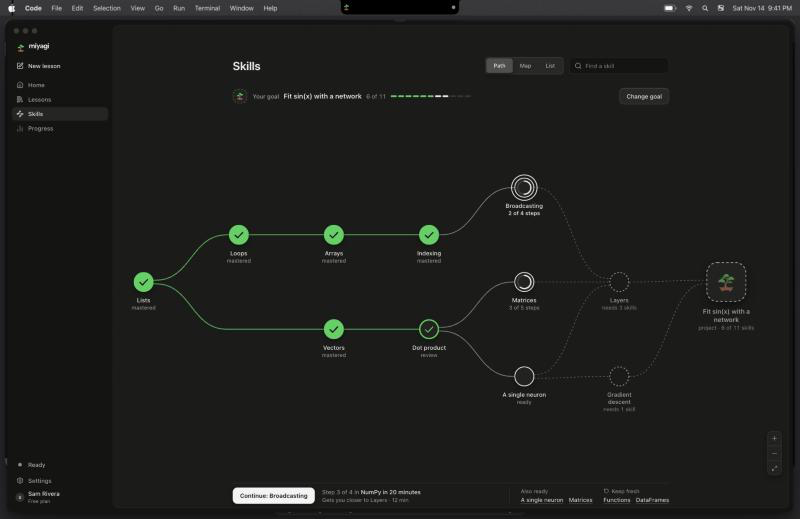 Code File Edit Selection View Go Run Terminal Window Help
Sat Nov 14 9:41 PM
miyagi
New lesson
Home
Lessons
Skills
Progress
Skills
Path Map List
Find a skill
Your goal Fit sin(x) with a network 6 of 11
Change goal
Broadcasting
2 of 4 steps
Loops
mastered
Arrays
mastered
Indexing
mastered
Lists
mastered
Matrices
3 of 5 steps
Layers
needs 3 skills
Fit sin(x) with a
network
project · 6 of 11 skills
Vectors
mastered
Dot product
review
A single neuron
ready
Gradient
descent
needs 1 skill
Ready
Settings
S
Sam Rivera
Free plan
Continue: Broadcasting
Step 3 of 4 in NumPy in 20 minutes
Gets you closer to Layers · 12 min
Also ready
A single neuron Matrices
Keep fresh
Functions DataFrames